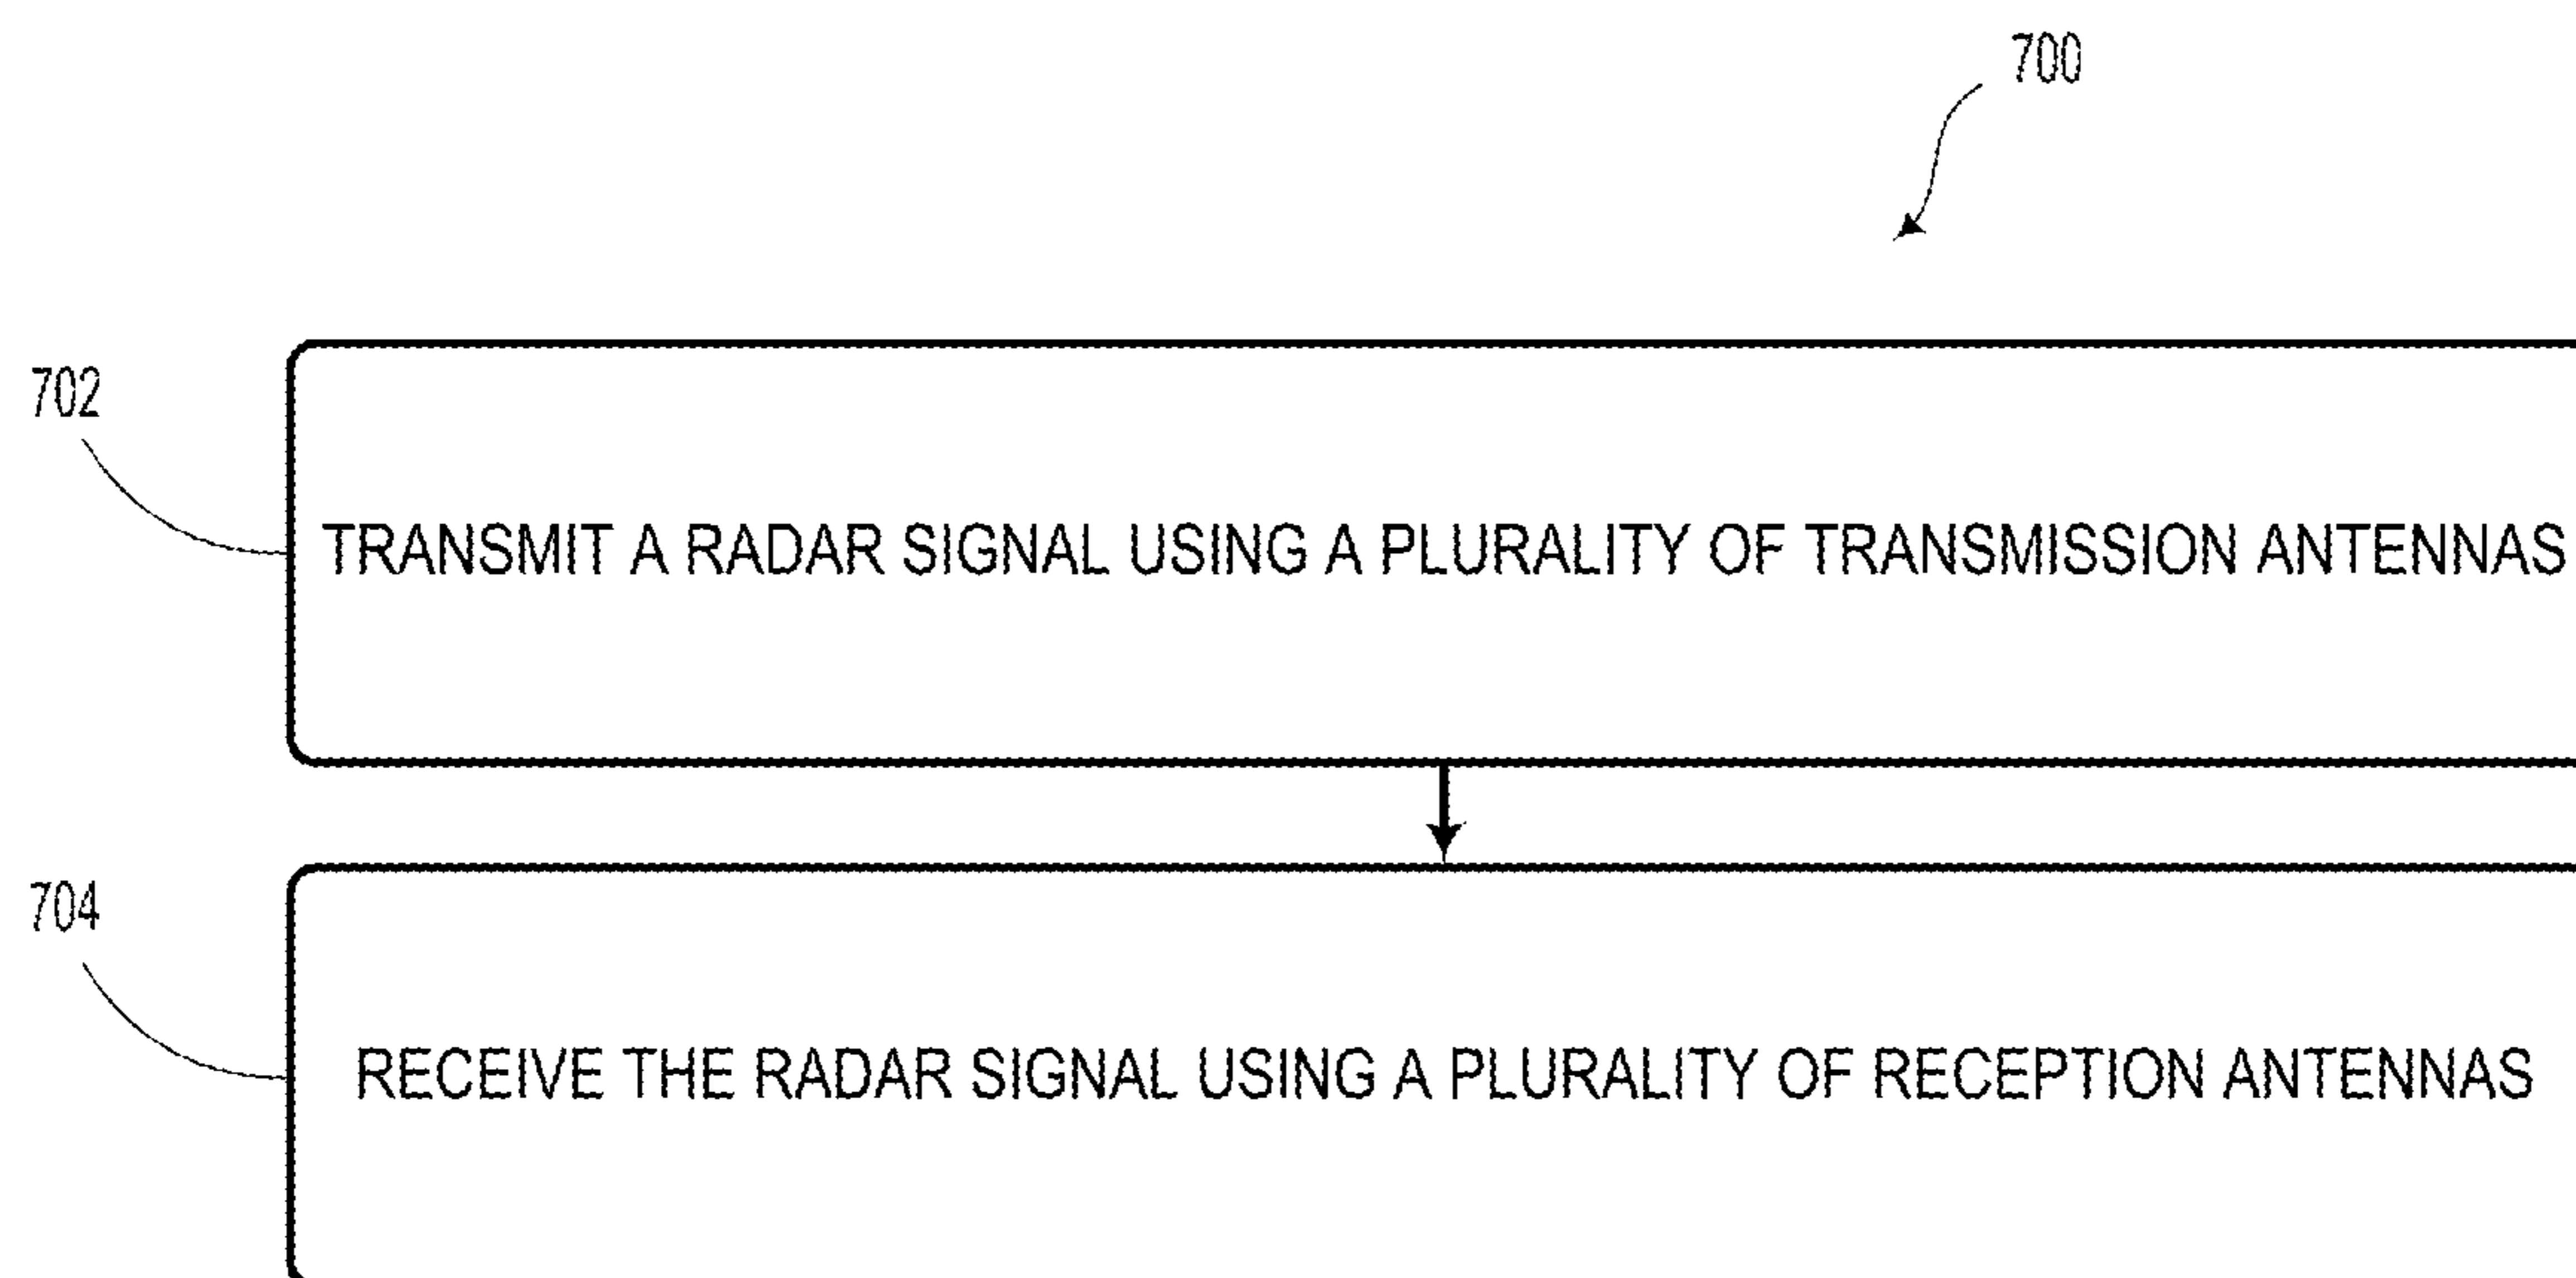 700
702
TRANSMIT A RADAR SIGNAL USING A PLURALITY OF TRANSMISSION ANTENNAS
704
RECEIVE THE RADAR SIGNAL USING A PLURALITY OF RECEPTION ANTENNAS